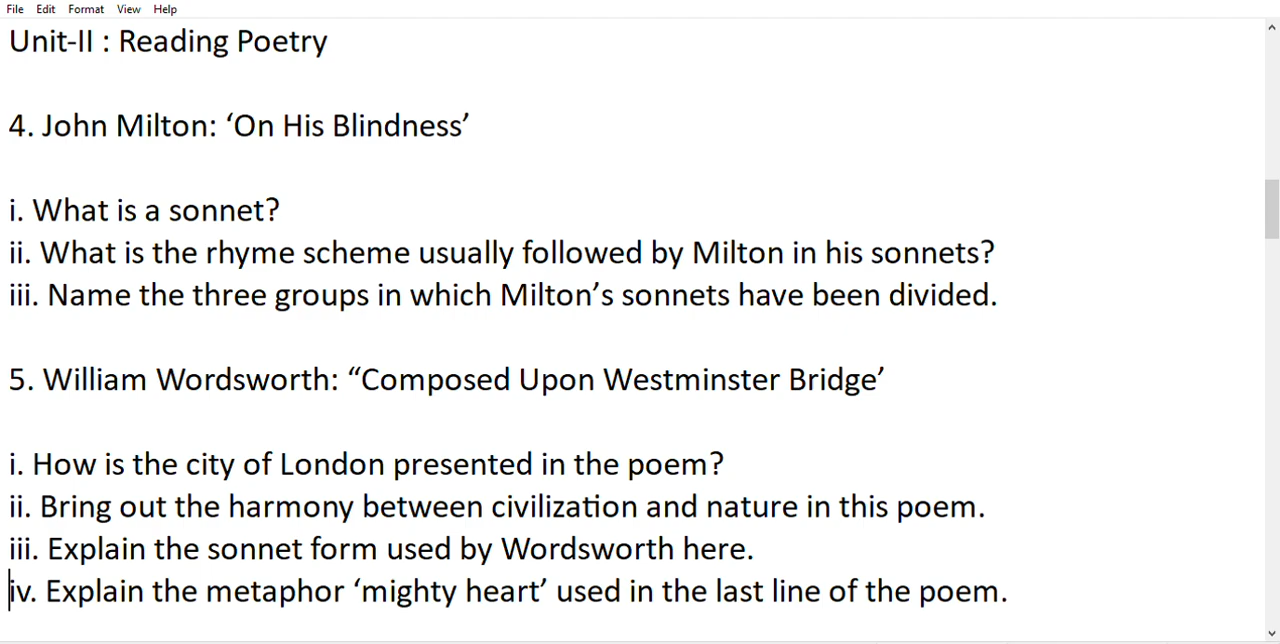 File Edit Format View Help
Unit-II : Reading Poetry
4. John Milton: ‘On His Blindness’
i. What is a sonnet?
ii. What is the rhyme scheme usually followed by Milton in his sonnets?
iii. Name the three groups in which Milton’s sonnets have been divided.
5. William Wordsworth: “Composed Upon Westminster Bridge’
i. How is the city of London presented in the poem?
ii. Bring out the harmony between civilization and nature in this poem.
iii. Explain the sonnet form used by Wordsworth here.
iv. Explain the metaphor ‘mighty heart’ used in the last line of the poem.